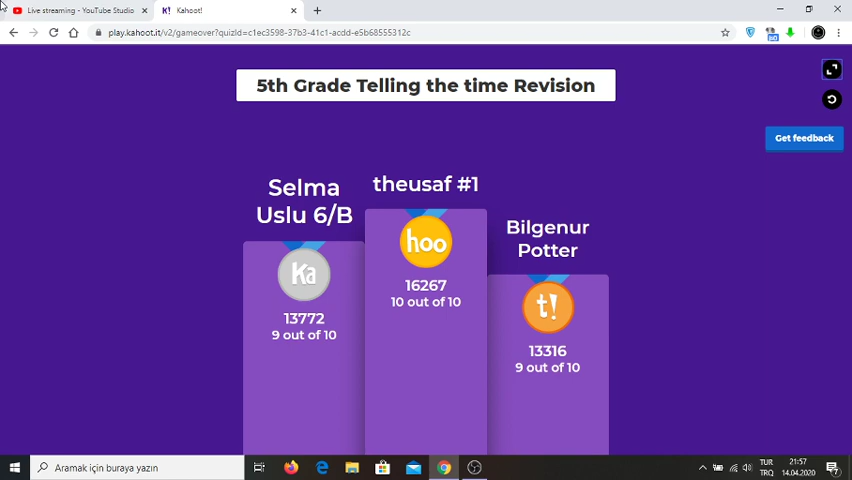 Live streaming - YouTube Studio
K! Kahoot!
play.kahoot.it/v2/gameover?quizId=c1ec3598-37b3-41c1-acdd-e5b68555312c
5th Grade Telling the time Revision
Get feedback
Selma
Uslu 6/B
Ka
13772
9 out of 10
theusaf #1
hoo
16267
10 out of 10
Bilgenur
Potter
t!
13316
9 out of 10
Aramak için buraya yazın
TUR
TRQ
21:57
14.04.2020